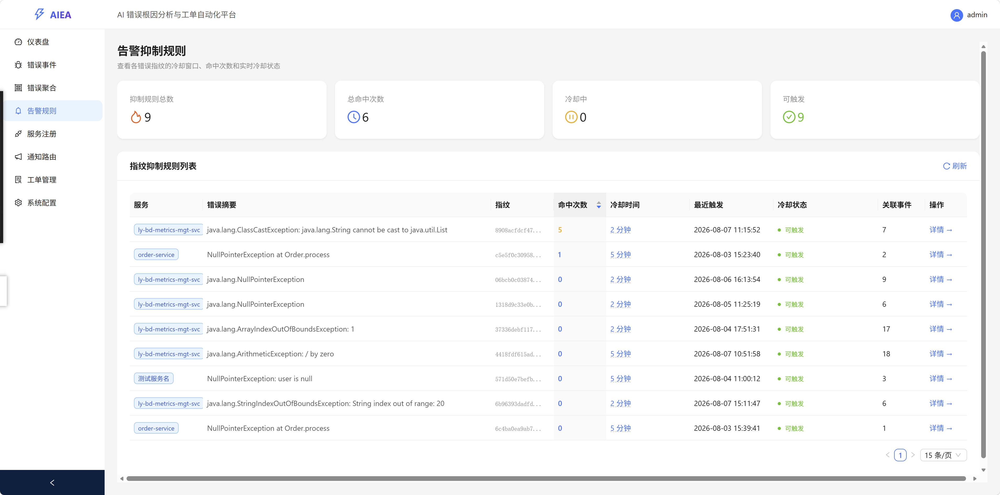 AIEA
AI 错误根因分析与工单自动化平台
admin
仪表盘
错误事件
错误聚合
告警规则
服务注册
通知路由
工单管理
系统配置
告警抑制规则
查看各错误指纹的冷却窗口、命中次数和实时冷却状态
抑制规则总数
9
总命中次数
6
冷却中
0
可触发
9
指纹抑制规则列表
刷新
服务 错误摘要 指纹 命中次数 冷却时间 最近触发 冷却状态 关联事件 操作
ly-bd-metrics-mgt-svc java.lang.ClassCastException: java.lang.String cannot be cast to java.util.List 8908acfdcf47... 5 2 分钟 2026-08-07 11:15:52 可触发 7 详情 →
order-service NullPointerException at Order.process c5e5f0c30958... 1 5 分钟 2026-08-03 15:23:40 可触发 2 详情 →
ly-bd-metrics-mgt-svc java.lang.NullPointerException 06bcb0c03874... 0 2 分钟 2026-08-06 16:13:54 可触发 9 详情 →
ly-bd-metrics-mgt-svc java.lang.NullPointerException 1318d9c33e0b... 0 2 分钟 2026-08-05 11:25:19 可触发 6 详情 →
ly-bd-metrics-mgt-svc java.lang.ArrayIndexOutOfBoundsException: 1 37336debf117... 0 2 分钟 2026-08-04 17:51:31 可触发 17 详情 →
ly-bd-metrics-mgt-svc java.lang.ArithmeticException: / by zero 4418fdf615ad... 0 5 分钟 2026-08-07 10:51:58 可触发 18 详情 →
测试服务名 NullPointerException: user is null 571d50e7befb... 0 5 分钟 2026-08-04 11:00:12 可触发 3 详情 →
ly-bd-metrics-mgt-svc java.lang.StringIndexOutOfBoundsException: String index out of range: 20 6b96393dadfd... 0 2 分钟 2026-08-07 15:11:47 可触发 6 详情 →
order-service NullPointerException at Order.process 6c4ba0ea9ab7... 0 5 分钟 2026-08-03 15:39:41 可触发 1 详情 →
1 15 条/页